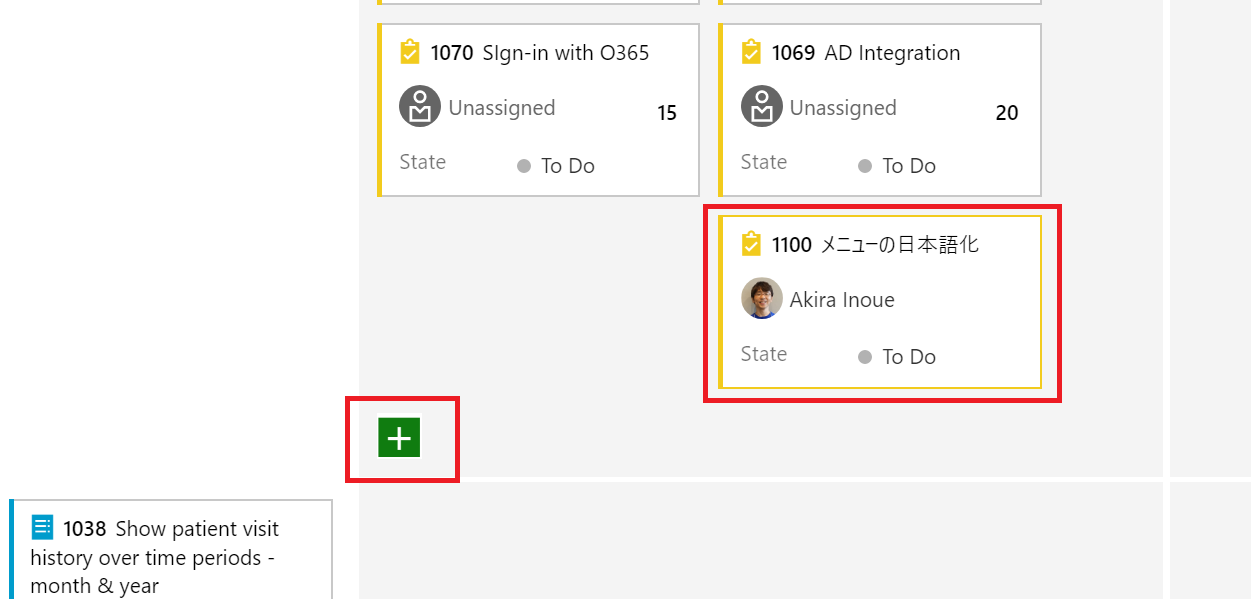 1070 SIgn-in with O365
Unassigned 15
State To Do
1069 AD Integration
Unassigned 20
State To Do
1100 メニューの日本語化
Akira Inoue
State To Do
1038 Show patient visit
history over time periods -
month & year